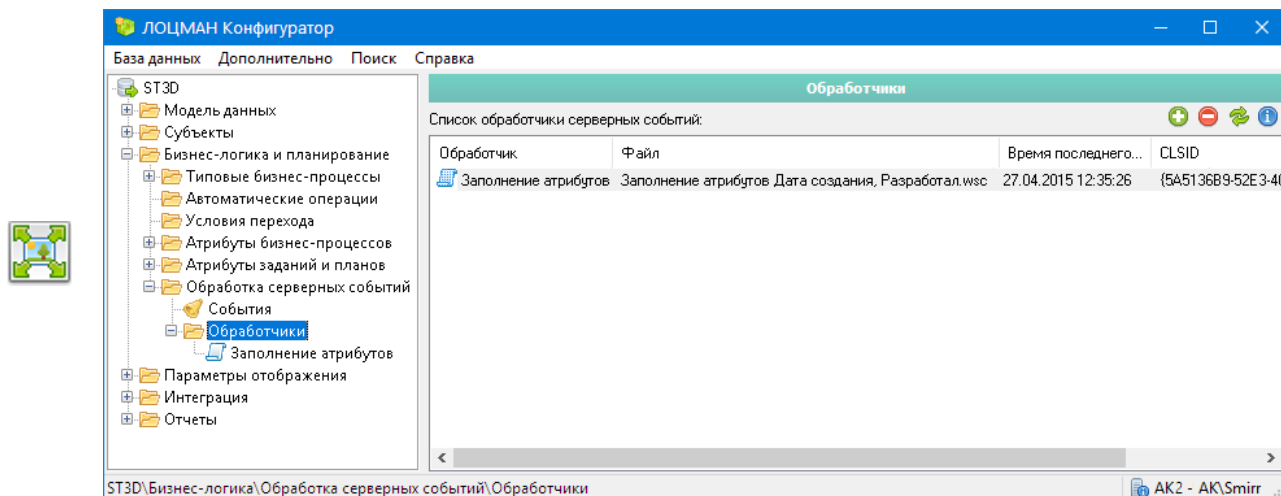 ЛОЦМАН Конфигуратор
База данных Дополнительно Поиск Справка
ST3D
Модель данных
Субъекты
Бизнес-логика и планирование
Типовые бизнес-процессы
Автоматические операции
Условия перехода
Атрибуты бизнес-процессов
Атрибуты заданий и планов
Обработка серверных событий
События
Обработчики
Заполнение атрибутов
Параметры отображения
Интеграция
Отчеты
Обработчики
Список обработчики серверных событий:
Обработчик Файл Время последнего... CLSID
Заполнение атрибутов Заполнение атрибутов Дата создания, Разработал.wsc 27.04.2015 12:35:26 {5A5136B9-52E3-4
ST3D\Бизнес-логика\Обработка серверных событий\Обработчики AK2 - AK\Smirr